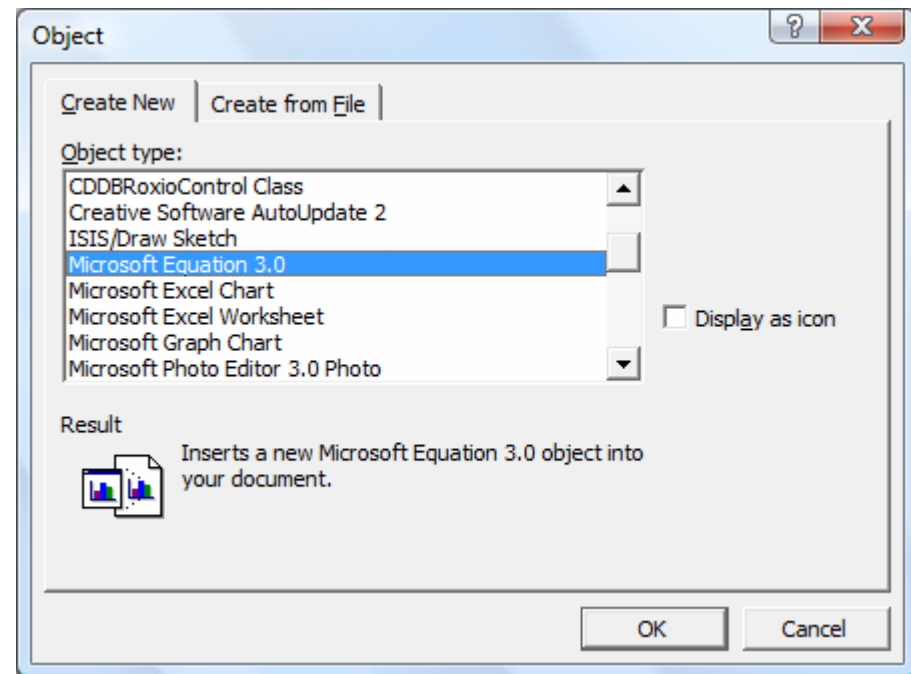 Object
Create New
Create from File
Object type:
CDDBRoxioControl Class
Creative Software AutoUpdate 2
ISIS/Draw Sketch
Microsoft Equation 3.0
Microsoft Excel Chart
Microsoft Excel Worksheet
Microsoft Graph Chart
Microsoft Photo Editor 3.0 Photo
Display as icon
Result
Inserts a new Microsoft Equation 3.0 object into
your document.
OK
Cancel